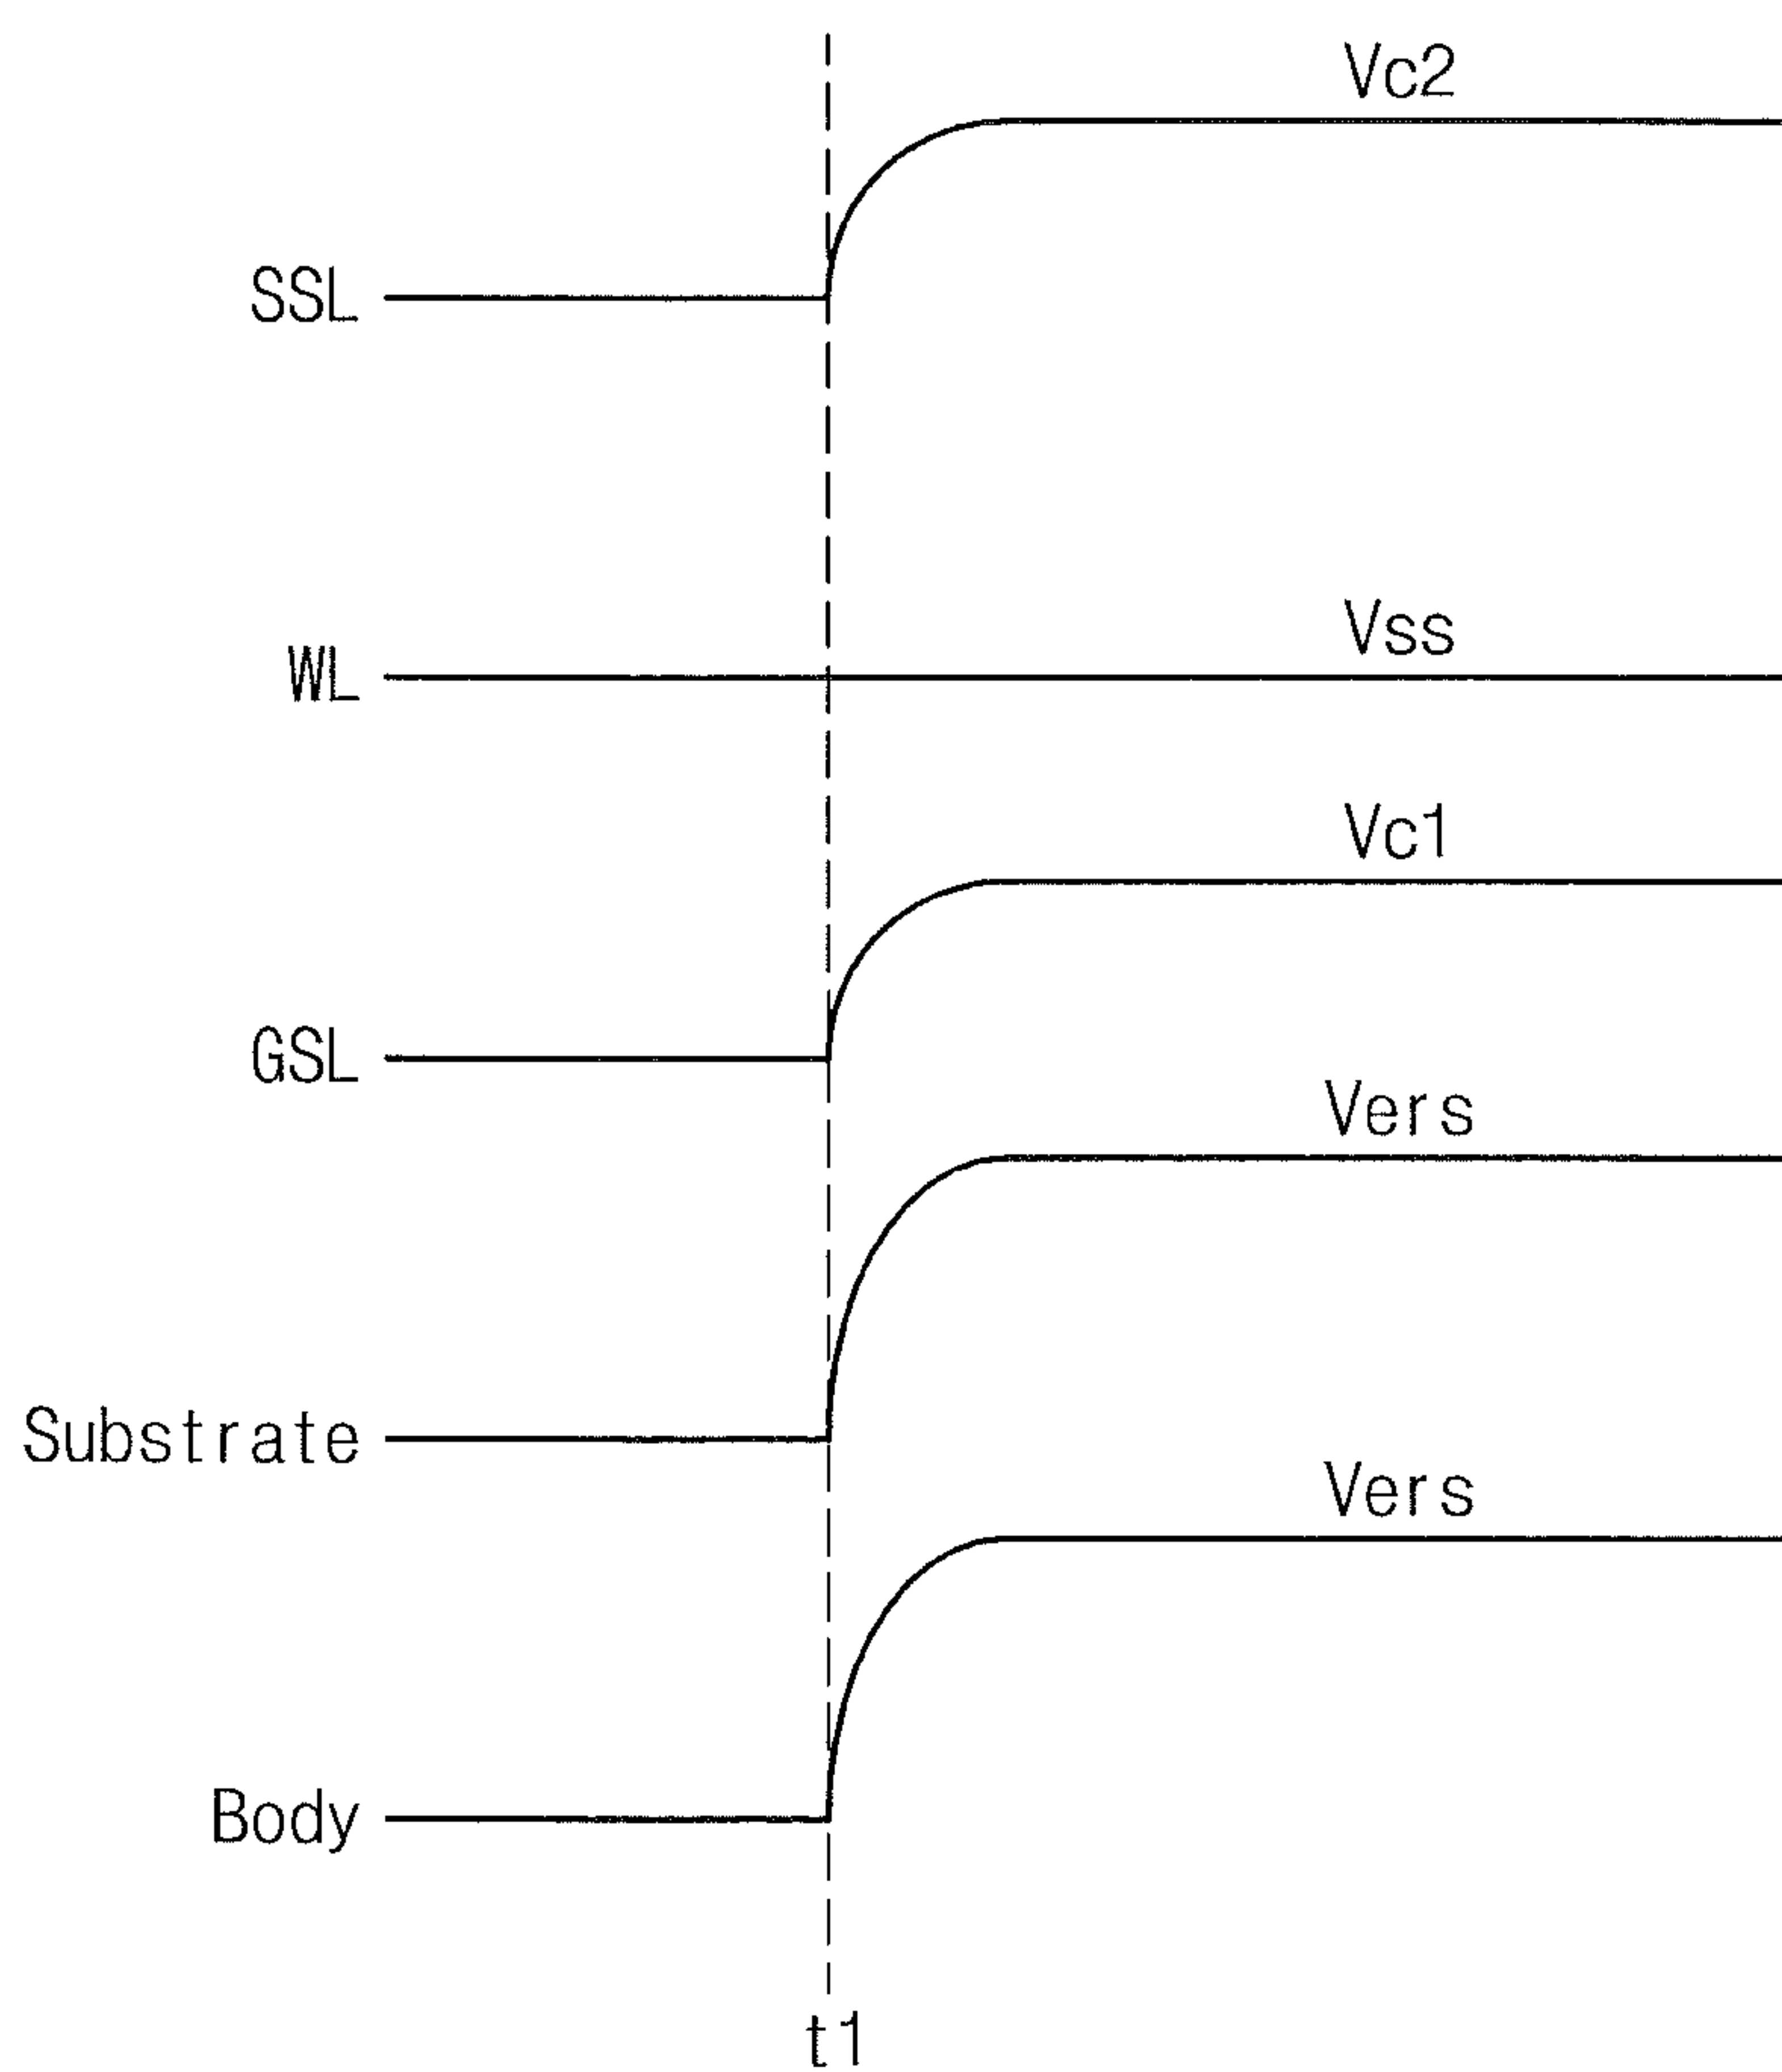 Vc2
SSL
Vss
WL
Vc1
GSL
Vers
Substrate
Vers
Body
t1